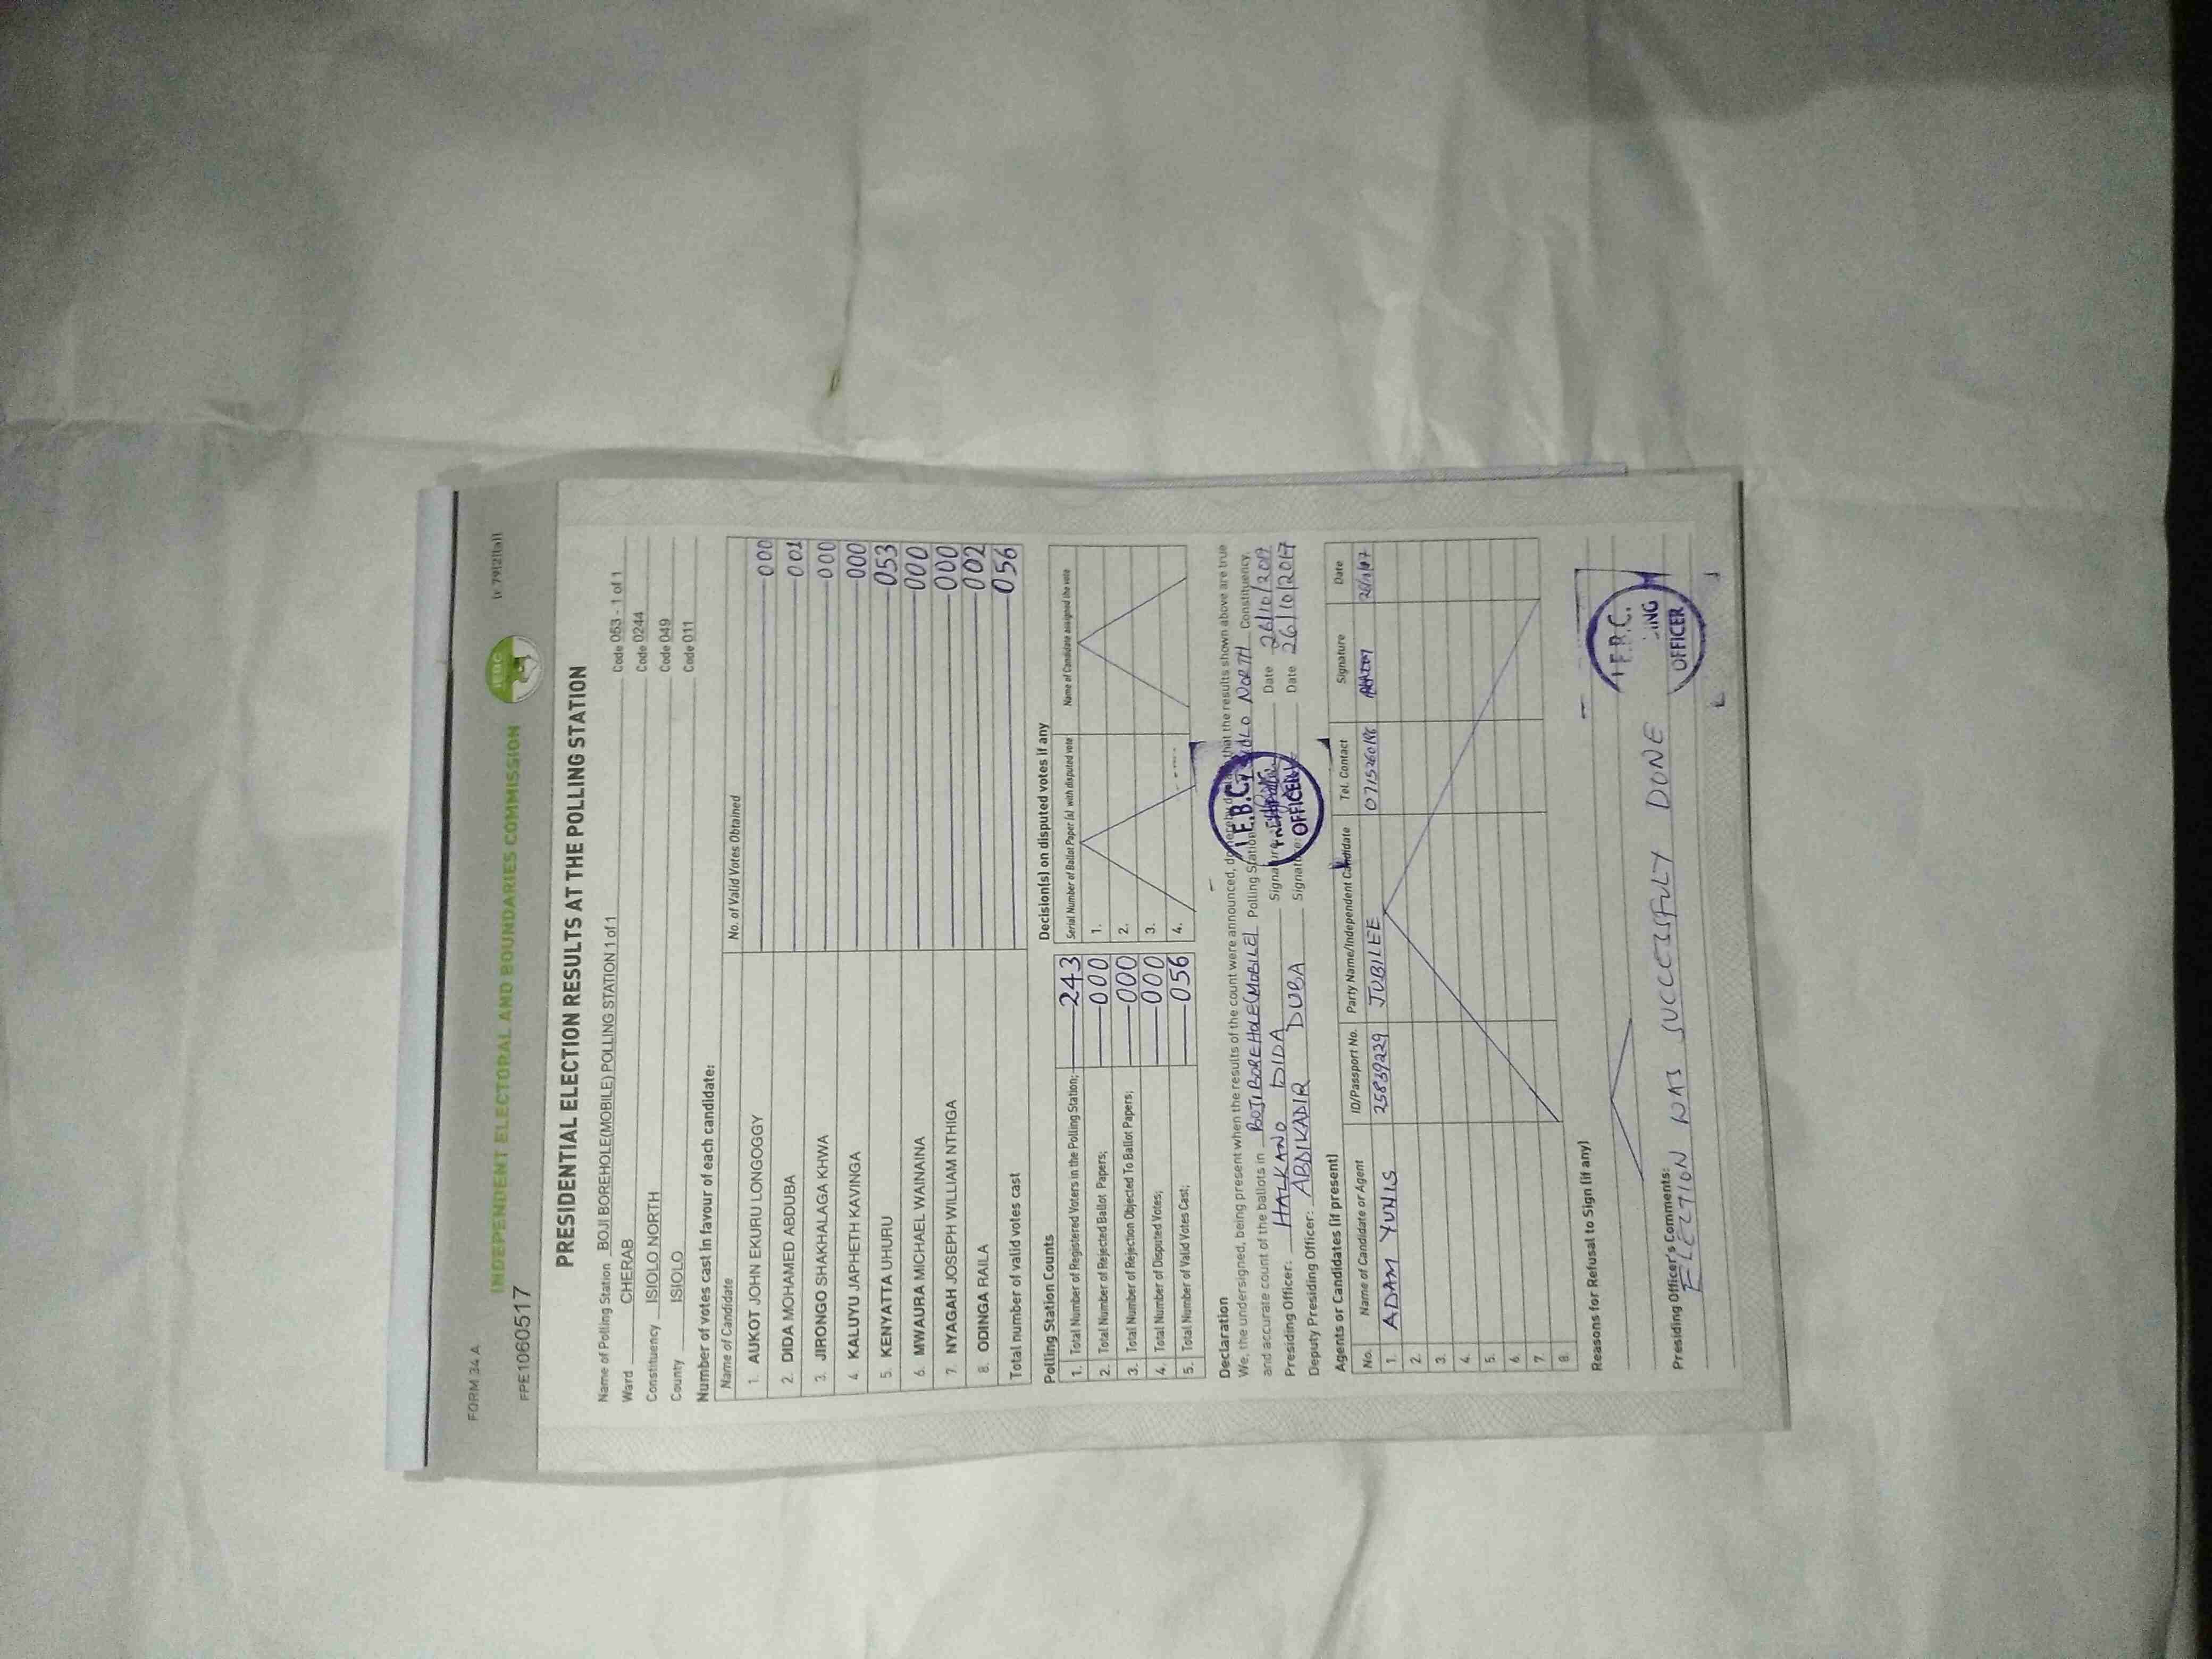 FORM 34 A
(r 79(2)(a))
FPE1060517
INDEPENDENT ELECTORAL AND BOUNDARIES COMMISSION
IEBC
PRESIDENTIAL ELECTION RESULTS AT THE POLLING STATION
Name of Polling Station BOJI BOREHOLE(MOBILE) POLLING STATION 1 of 1 Code 053 - 1 of 1
Ward CHERAB Code 0244
Constituency ISIOLO NORTH Code 049
County ISIOLO Code 011
Number of votes cast in favour of each candidate:
Name of Candidate No. of Valid Votes Obtained
1. AUKOT JOHN EKURU LONGOGGY 000
2. DIDA MOHAMED ABDUBA 001
3. JIRONGO SHAKHALAGA KHWA 000
4. KALUYU JAPHETH KAVINGA 000
5. KENYATTA UHURU 053
6. MWAURA MICHAEL WAINAINA 000
7. NYAGAH JOSEPH WILLIAM NTHIGA 000
8. ODINGA RAILA 002
Total number of valid votes cast 056
Polling Station Counts
1. Total Number of Registered Voters in the Polling Station; 243
2. Total Number of Rejected Ballot Papers; 000
3. Total Number of Rejection Objected To Ballot Papers; 000
4. Total Number of Disputed Votes; 000
5. Total Number of Valid Votes Cast; 056
Decision(s) on disputed votes if any
Serial Number of Ballot Paper (s) with disputed vote Name of Candidate assigned the vote
1.
2.
3.
4.
Declaration
We, the undersigned, being present when the results of the count were announced, do hereby that the results shown above are true
and accurate count of the ballots in BOJI BOREHOLE(MOBILE) Polling Station ISIOLO NORTH Constituency.
Presiding Officer: HALKANO DIDA Signature: Date 26/10/2017
Deputy Presiding Officer: ABDIKADIR DUBA Signature: Date 26/10/2017
I.E.B.C.
PRESIDING
OFFICER
Agents or Candidates (if present)
No. Name of Candidate or Agent ID/Passport No. Party Name/Independent Candidate Tel. Contact Signature Date
1. ADAM YUNIS 25839229 JUBILEE
2.
3.
4.
5.
6.
7.
8.
Reasons for Refusal to Sign (if any)
Presiding Officer's Comments:
ELECTION WAS SUCCESSFULY DONE
I.E.B.C.
OFFICER